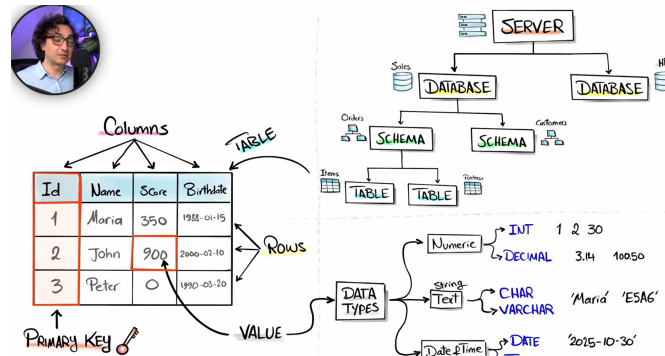 SERVER
Sales
DATABASE
DATABASE
Orders
SCHEMA
SCHEMA
Customers
Items
TABLE
TABLE
Purchase
Columns
TABLE
Id Name Score Birthdate
1 Maria 350 1988-01-15
2 John 900 2000-02-10
3 Peter 0 1990-03-20
ROWS
PRIMARY KEY
VALUE
DATA
TYPES
Numeric
INT 1 2 30
DECIMAL 3.14 100.50
String
Text
CHAR 'Maria' 'E5A6'
VARCHAR
Date & Time
DATE '2025-10-30'